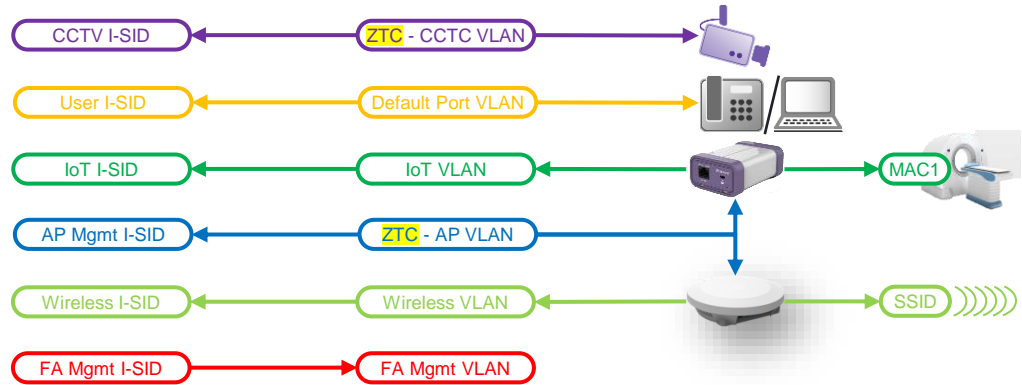 CCTV I-SID ZTC - CCTC VLAN
User I-SID Default Port VLAN
IoT I-SID IoT VLAN MAC1
AP Mgmt I-SID ZTC - AP VLAN
Wireless I-SID Wireless VLAN SSID
FA Mgmt I-SID FA Mgmt VLAN